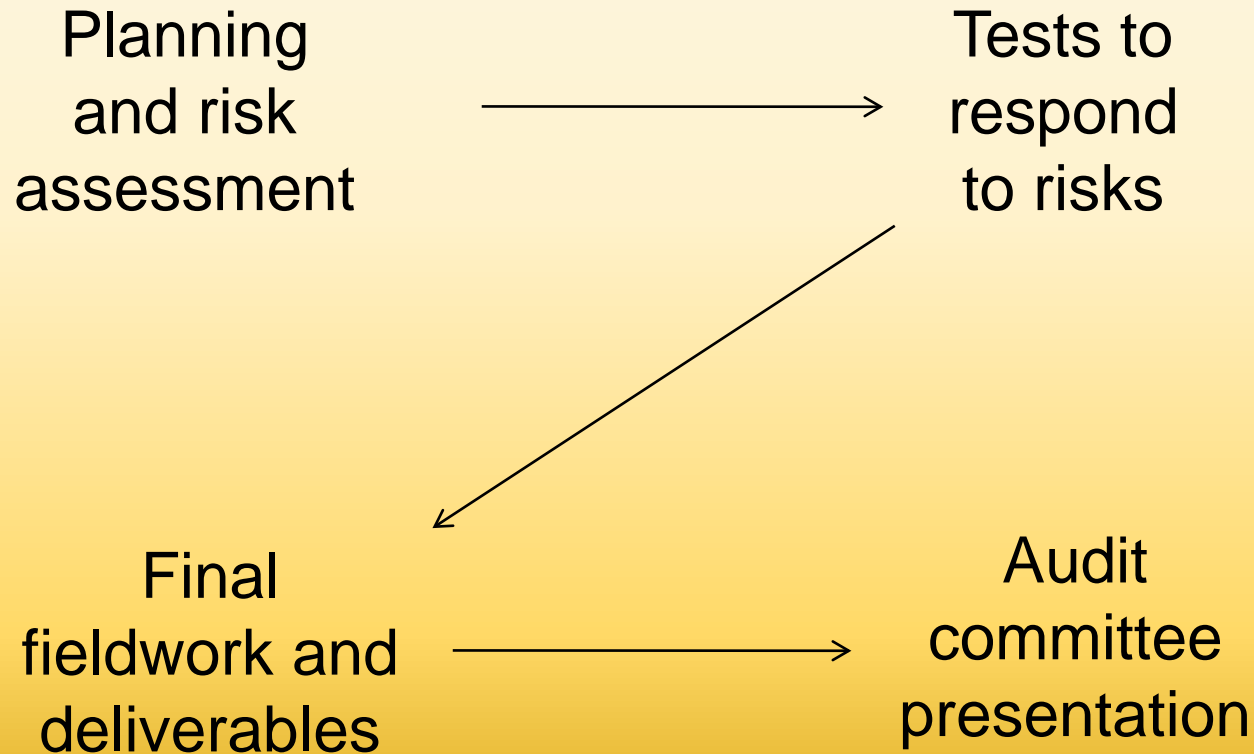 Planning
and risk
assessment
Tests to
respond
to risks
Final
fieldwork and
deliverables
Audit
committee
presentation